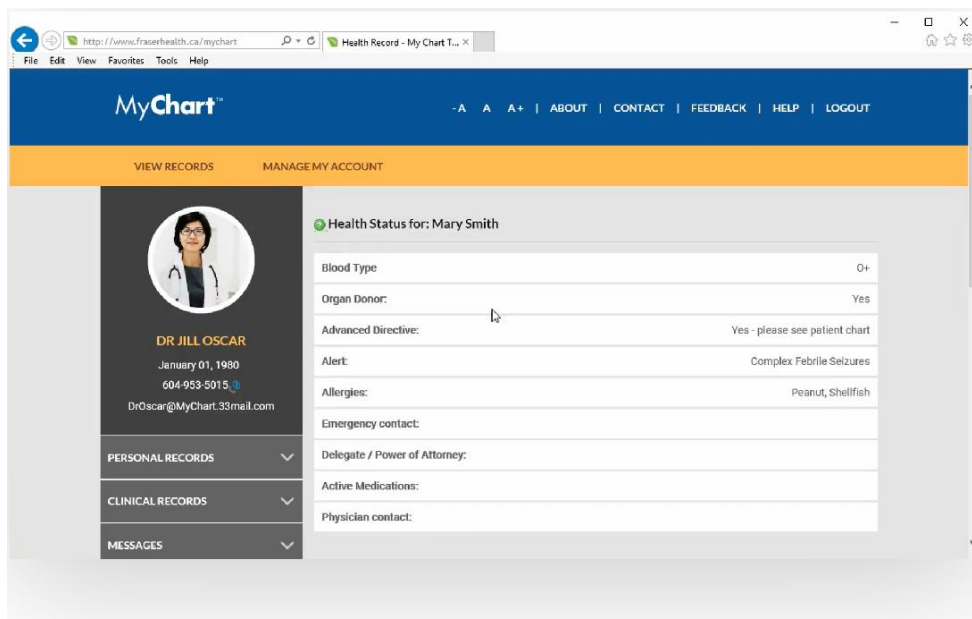 http://www.fraserhealth.ca/mychart
Health Record - My Chart T...
File Edit View Favorites Tools Help
MyChart™
- A A A + | ABOUT | CONTACT | FEEDBACK | HELP | LOGOUT
VIEW RECORDS MANAGE MY ACCOUNT
Health Status for: Mary Smith
Blood Type O+
Organ Donor: Yes
Advanced Directive: Yes - please see patient chart
Alert: Complex Febrile Seizures
Allergies: Peanut, Shellfish
Emergency contact:
Delegate / Power of Attorney:
Active Medications:
Physician contact:
DR JILL OSCAR
January 01, 1980
604-953-5015
DrOscar@MyChart.33mail.com
PERSONAL RECORDS
CLINICAL RECORDS
MESSAGES